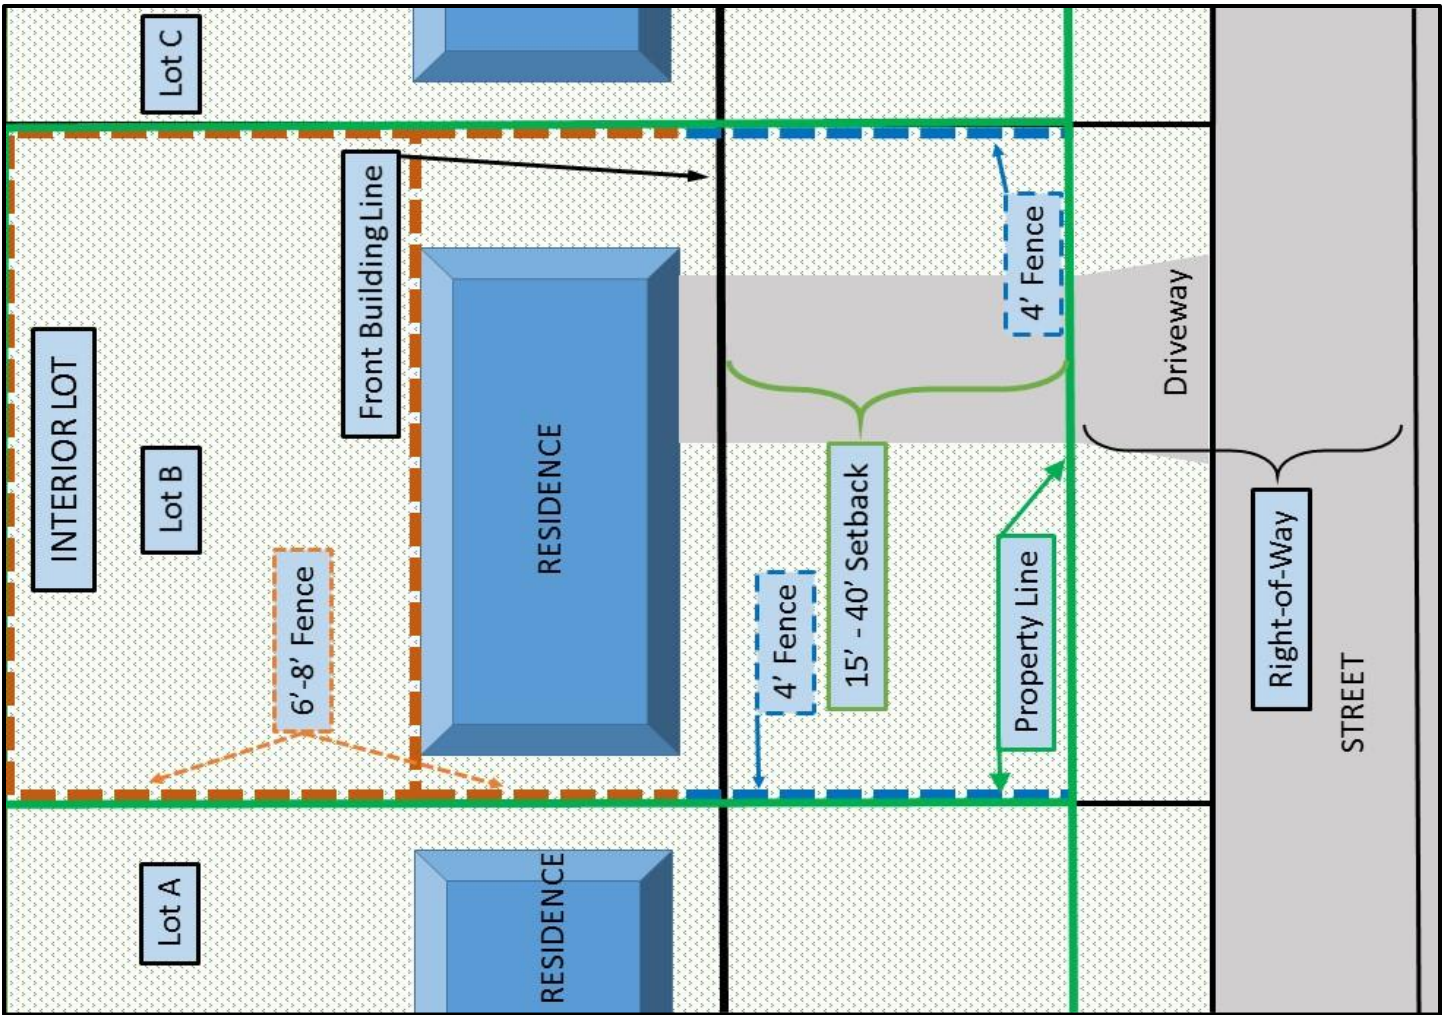 INTERIOR LOT
Lot A
Lot B
Lot C
6’-8’ Fence
Front Building Line
RESIDENCE
RESIDENCE
4’ Fence
15’ - 40’ Setback
4’ Fence
Property Line
Driveway
Right-of-Way
STREET